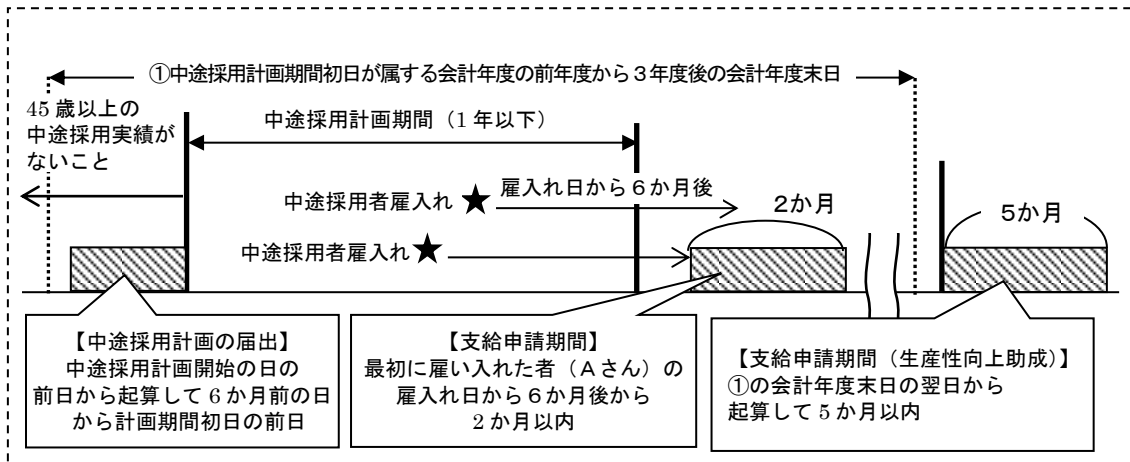 ①中途採用計画期間初日が属する会計年度の前年度から３年度後の会計年度末日
45 歳以上の
中途採用実績が
ないこと
中途採用計画期間（1 年以下）
中途採用者雇入れ ★ 雇入れ日から６か月後
中途採用者雇入れ ★
2か月
5か月
【中途採用計画の届出】
中途採用計画開始の日の
前日から起算して 6 か月前の日
から計画期間初日の前日
【支給申請期間】
最初に雇い入れた者（Ａさん）の
雇入れ日から６か月後から
2 か月以内
【支給申請期間（生産性向上助成）】
①の会計年度末日の翌日から
起算して 5 か月以内